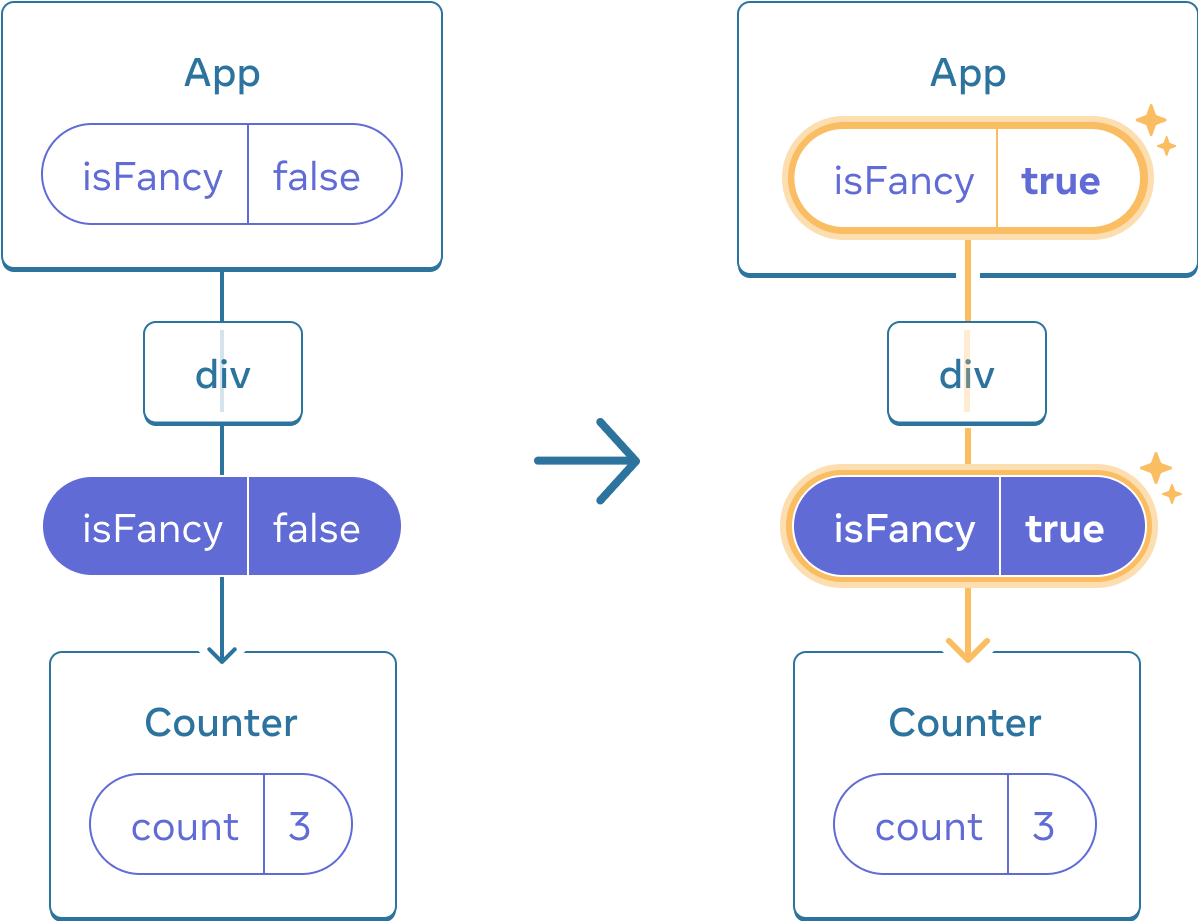 App
isFancy false
div
isFancy false
Counter
count 3
App
isFancy true
div
isFancy true
Counter
count 3